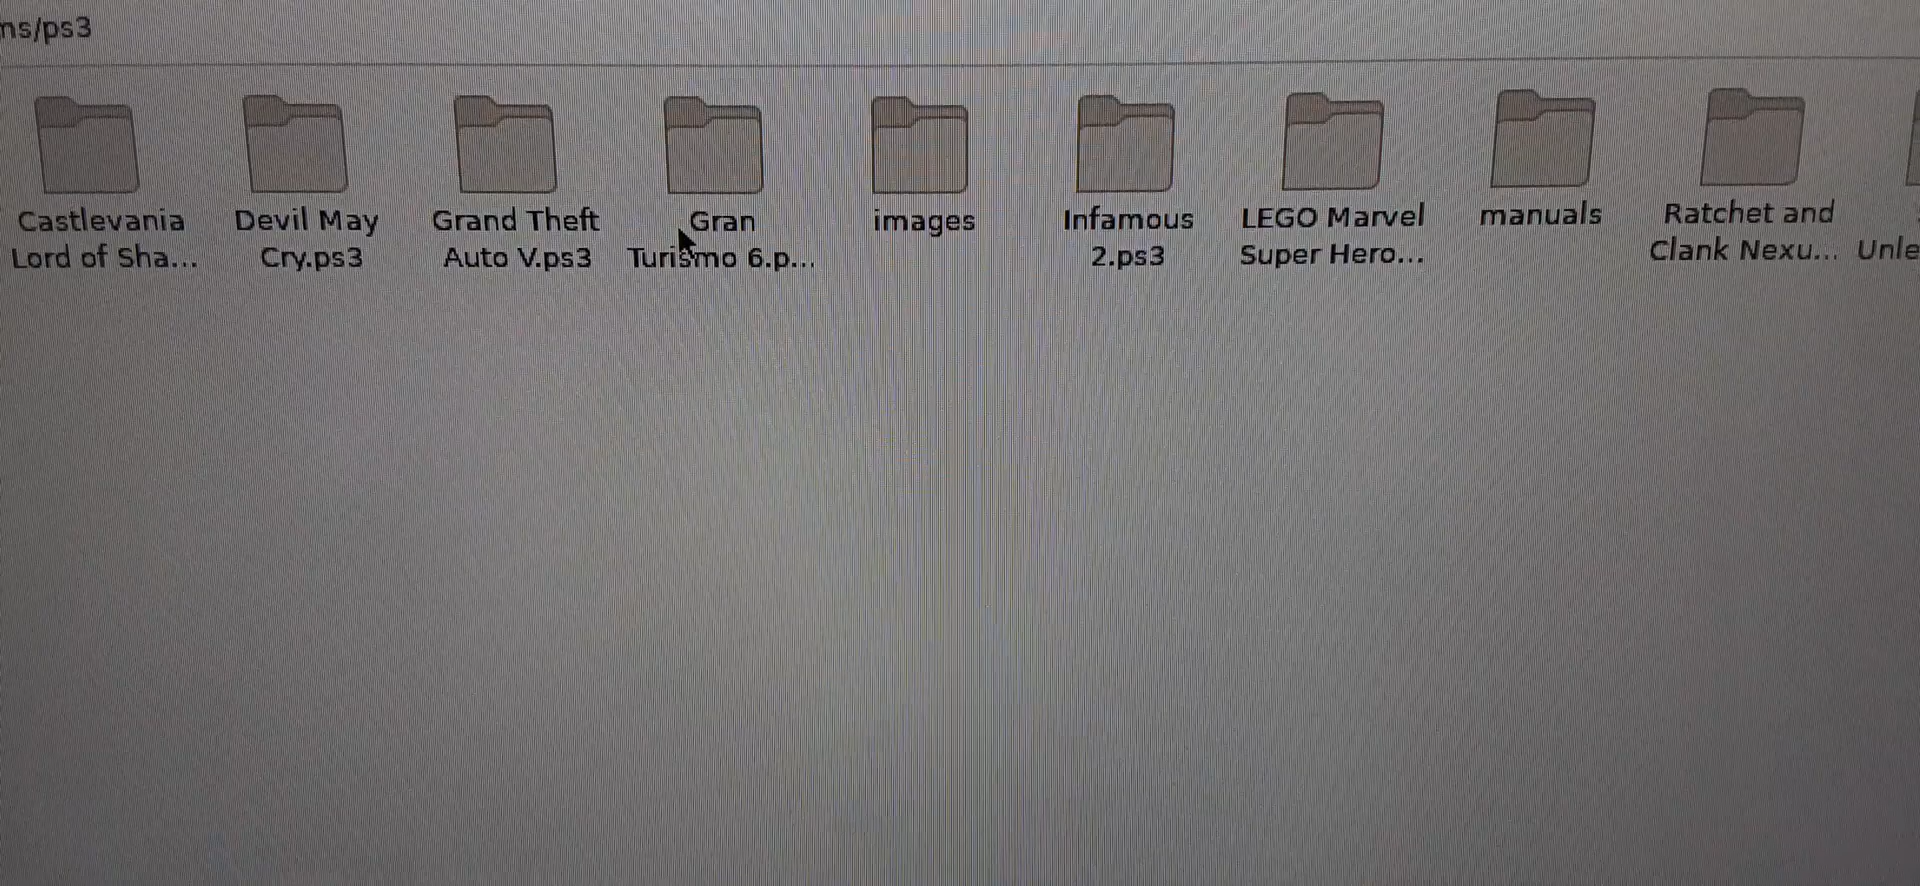 ns/ps3
Castlevania
Lord of Sha...
Devil May
Cry.ps3
Grand Theft
Auto V.ps3
Gran
Turismo 6.p...
images
Infamous
2.ps3
LEGO Marvel
Super Hero...
manuals
Ratchet and
Clank Nexu...
Unle